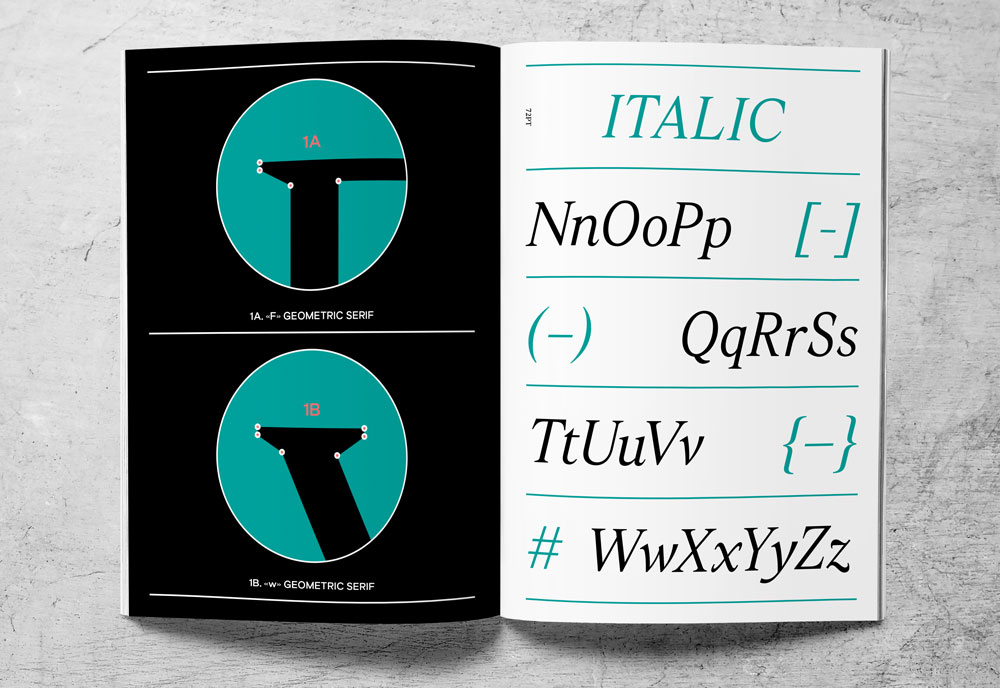 1A
1A. «F» GEOMETRIC SERIF
1B
1B. «w» GEOMETRIC SERIF
72PT
ITALIC
NnOoPp [-]
(–) QqRrSs
TtUuVv {–}
# WwXxYyZz